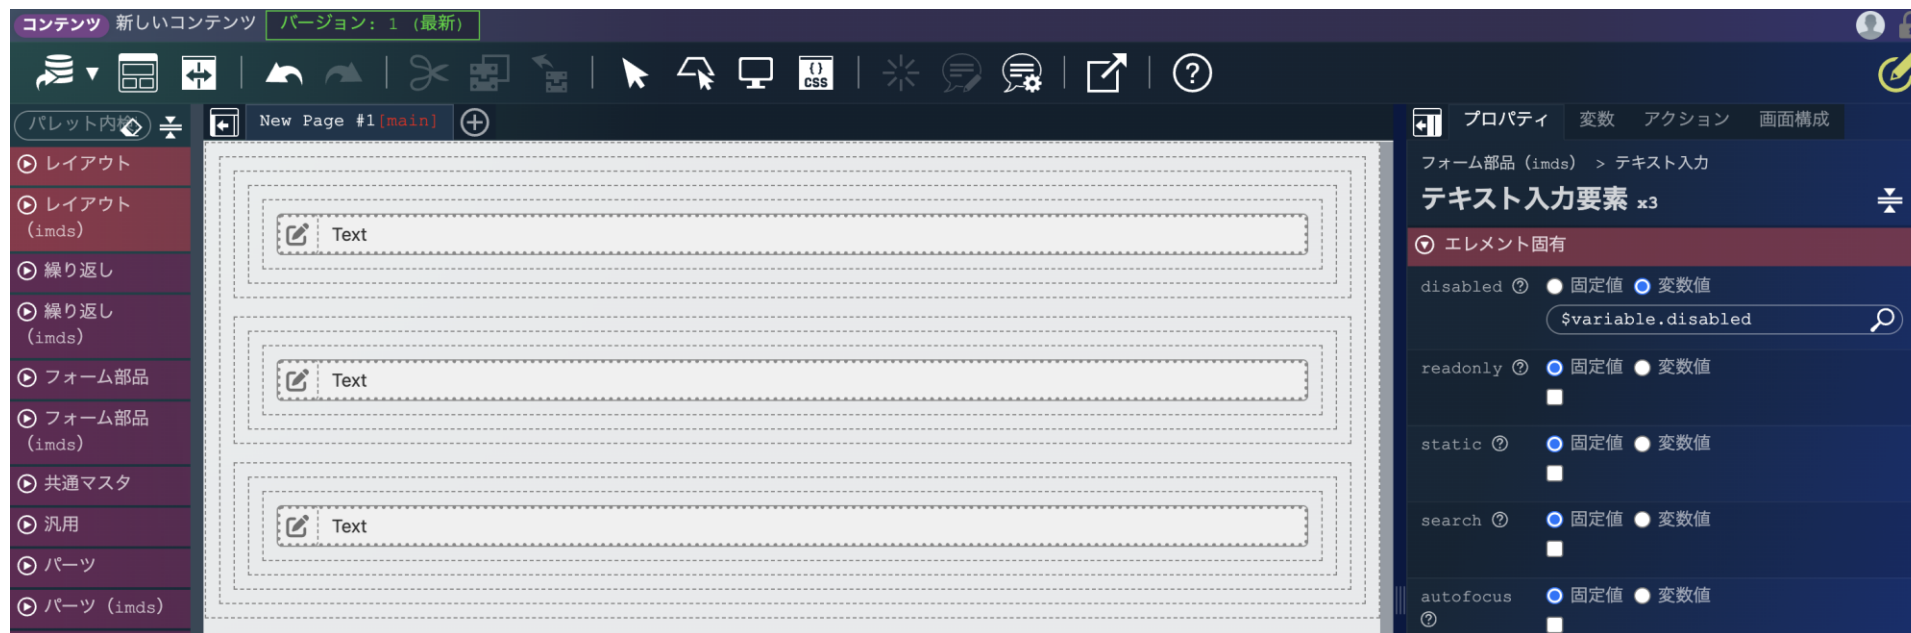 コンテンツ 新しいコンテンツ バージョン: 1 (最新)
{} CSS
パレット内検
レイアウト
レイアウト
(imds)
繰り返し
繰り返し
(imds)
フォーム部品
フォーム部品
(imds)
共通マスタ
汎用
パーツ
パーツ (imds)
New Page #1[main]
Text
Text
Text
プロパティ 変数 アクション 画面構成
フォーム部品 (imds) > テキスト入力
テキスト入力要素 x3
エレメント固有
disabled ? 固定値 変数値
$variable.disabled
readonly ? 固定値 変数値
static ? 固定値 変数値
search ? 固定値 変数値
autofocus 固定値 変数値
?